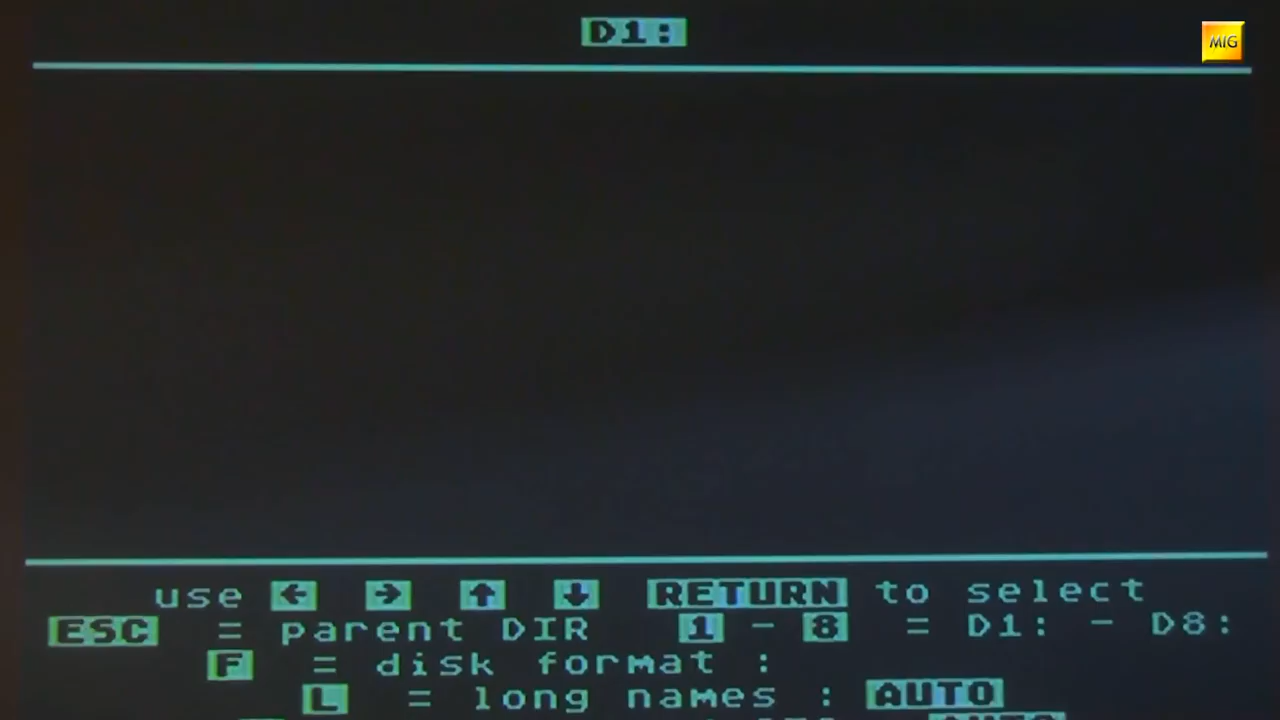 D1:
MIG
use ← → ↑ ↓ RETURN to select
ESC = parent DIR 1 - 8 = D1: - D8:
F = disk format :
L = long names : AUTO